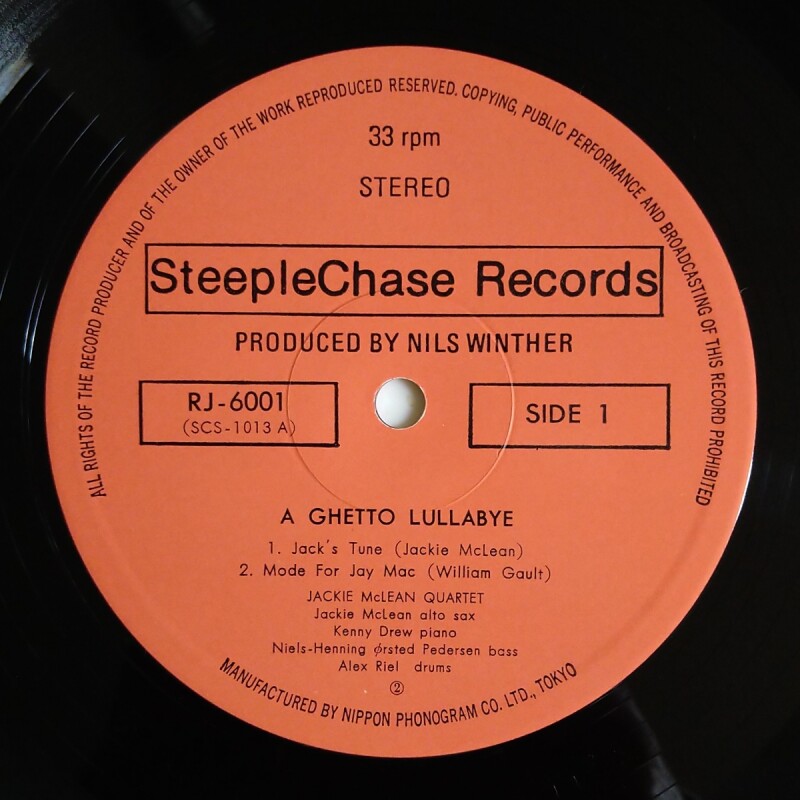 ALL RIGHTS OF THE RECORD PRODUCER AND OF THE OWNER OF THE WORK REPRODUCED RESERVED. COPYING, PUBLIC PERFORMANCE AND BROADCASTING OF THIS RECORD PROHIBITED
33 rpm
STEREO
SteepleChase Records
PRODUCED BY NILS WINTHER
RJ-6001
(SCS-1013 A)
SIDE 1
A GHETTO LULLABYE
1. Jack's Tune (Jackie McLean)
2. Mode For Jay Mac (William Gault)
JACKIE McLEAN QUARTET
Jackie McLean alto sax
Kenny Drew piano
Niels-Henning Ørsted Pedersen bass
Alex Riel drums
②
MANUFACTURED BY NIPPON PHONOGRAM CO. LTD., TOKYO